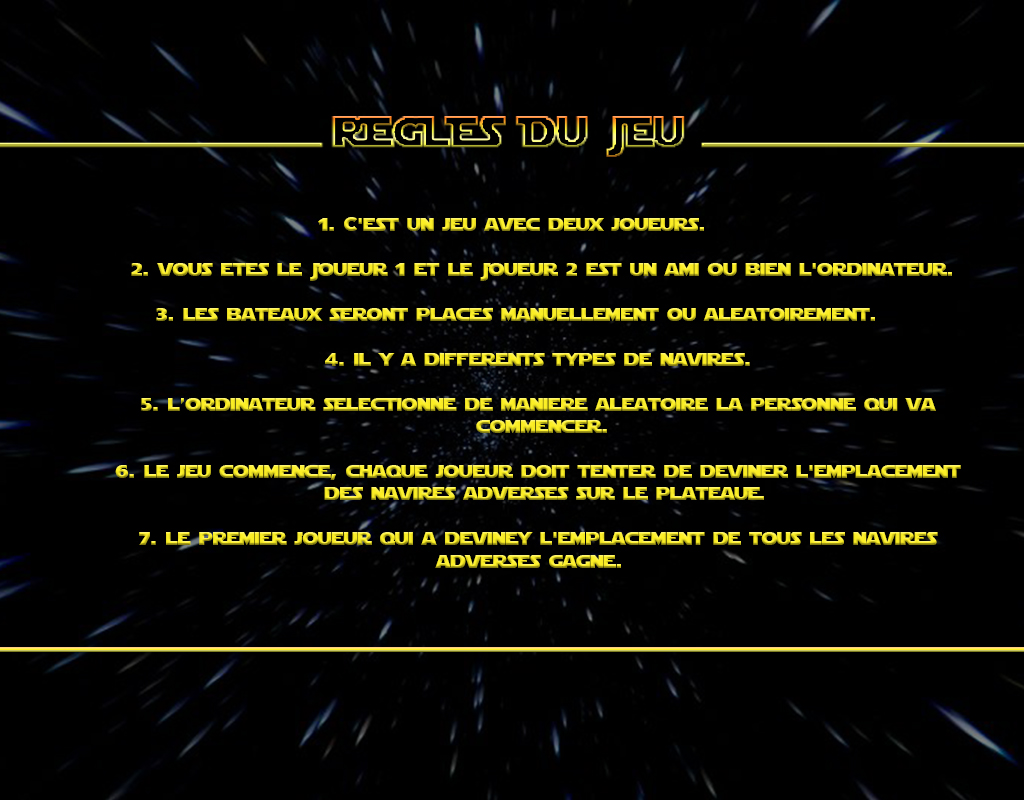 REGLES DU JEU
1. C'EST UN JEU AVEC DEUX JOUEURS.
2. VOUS ETES LE JOUEUR 1 ET LE JOUEUR 2 EST UN AMI OU BIEN L'ORDINATEUR.
3. LES BATEAUX SERONT PLACES MANUELLEMENT OU ALEATOIREMENT.
4. IL Y A DIFFERENTS TYPES DE NAVIRES.
5. L'ORDINATEUR SELECTIONNE DE MANIERE ALEATOIRE LA PERSONNE QUI VA
COMMENCER.
6. LE JEU COMMENCE, CHAQUE JOUEUR DOIT TENTER DE DEVINER L'EMPLACEMENT
DES NAVIRES ADVERSES SUR LE PLATEAUE
7. LE PREMIER JOUEUR QUI A DEVINEY L'EMPLACEMENT DE TOUS LES NAVIRES
ADVERSES GAGNE.